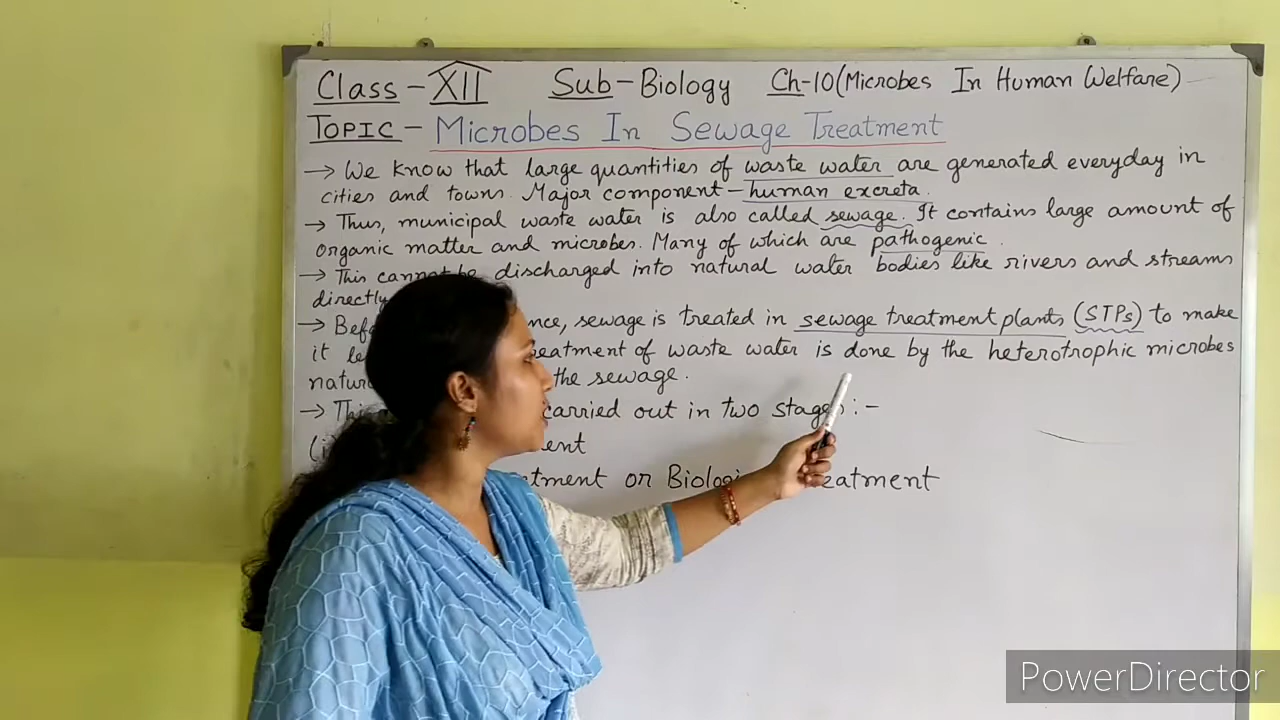 Class - XII Sub - Biology Ch-10 (Microbes In Human Welfare)
TOPIC - Microbes In Sewage Treatment
→ We know that large quantities of waste water are generated everyday in
cities and towns. Major component - human excreta.
→ Thus, municipal waste water is also called sewage. It contains large amount of
organic matter and microbes. Many of which are pathogenic.
→ This cannot be discharged into natural water bodies like rivers and streams
directly
→ sewage is treated in sewage treatment plants (STPs) to make
it of waste water is done by the heterotrophic microbes
the sewage.
→ carried out in two stages :-
(i)
or treatment
PowerDirector